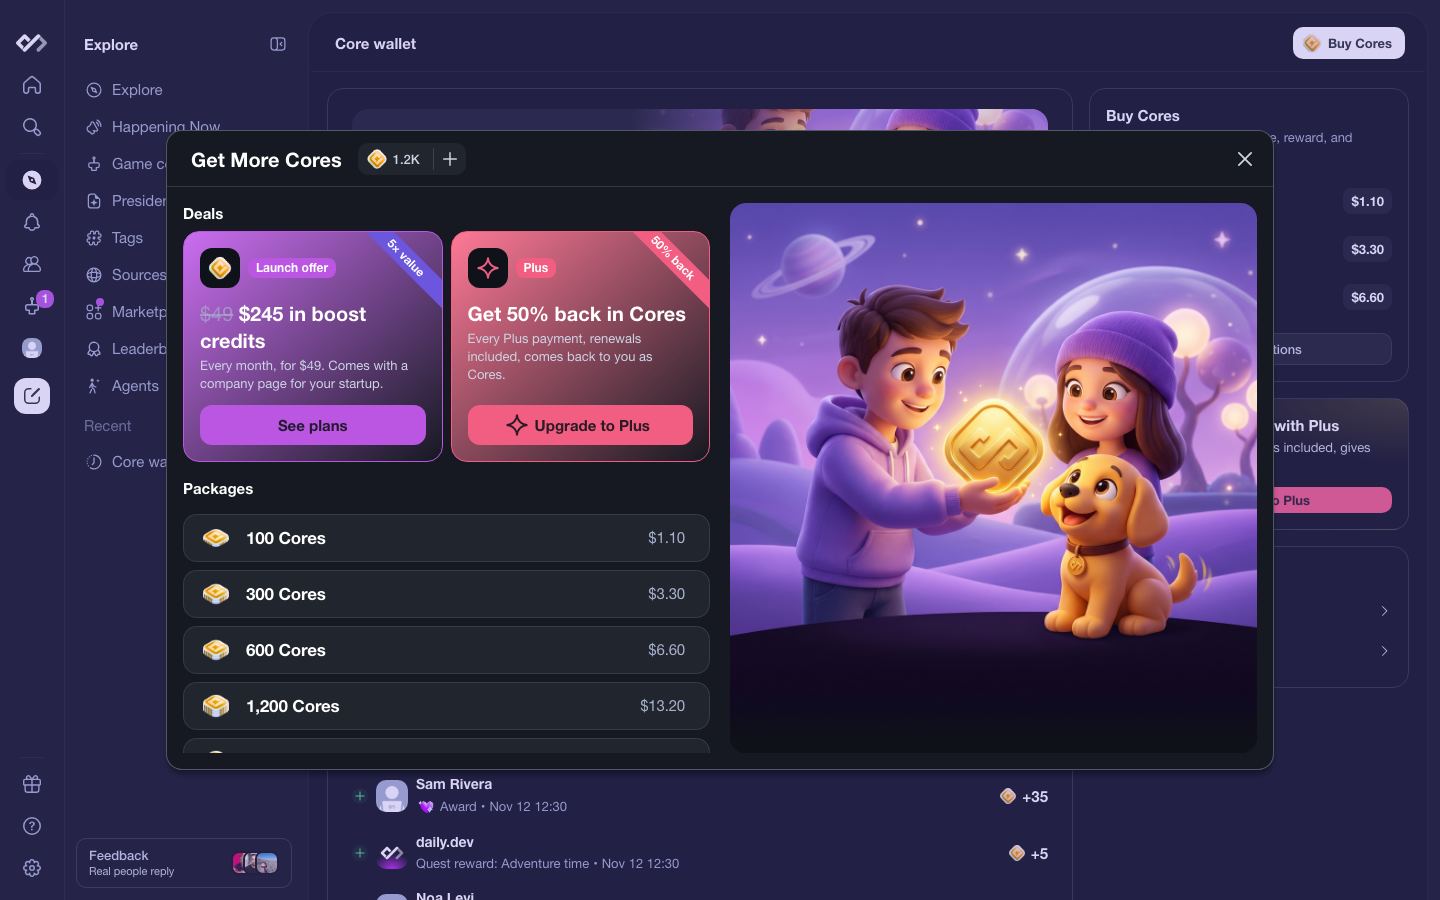 Explore
Explore
Happening Now
Game c
Presiden
Tags
Sources
Marketp
Leaderb
Agents
Recent
Core wa
1
Feedback
Real people reply
Core wallet
Buy Cores
Get More Cores
1.2K
Deals
5x value
Launch offer
$49 $245 in boost
credits
Every month, for $49. Comes with a
company page for your startup.
See plans
50% back
Plus
Get 50% back in Cores
Every Plus payment, renewals
included, comes back to you as
Cores.
Upgrade to Plus
Packages
100 Cores
$1.10
300 Cores
$3.30
600 Cores
$6.60
1,200 Cores
$13.20
Buy Cores
e, reward, and
$1.10
$3.30
$6.60
tions
with Plus
s included, gives
o Plus
Sam Rivera
Award • Nov 12 12:30
+35
daily.dev
Quest reward: Adventure time • Nov 12 12:30
+5
Noa Levi